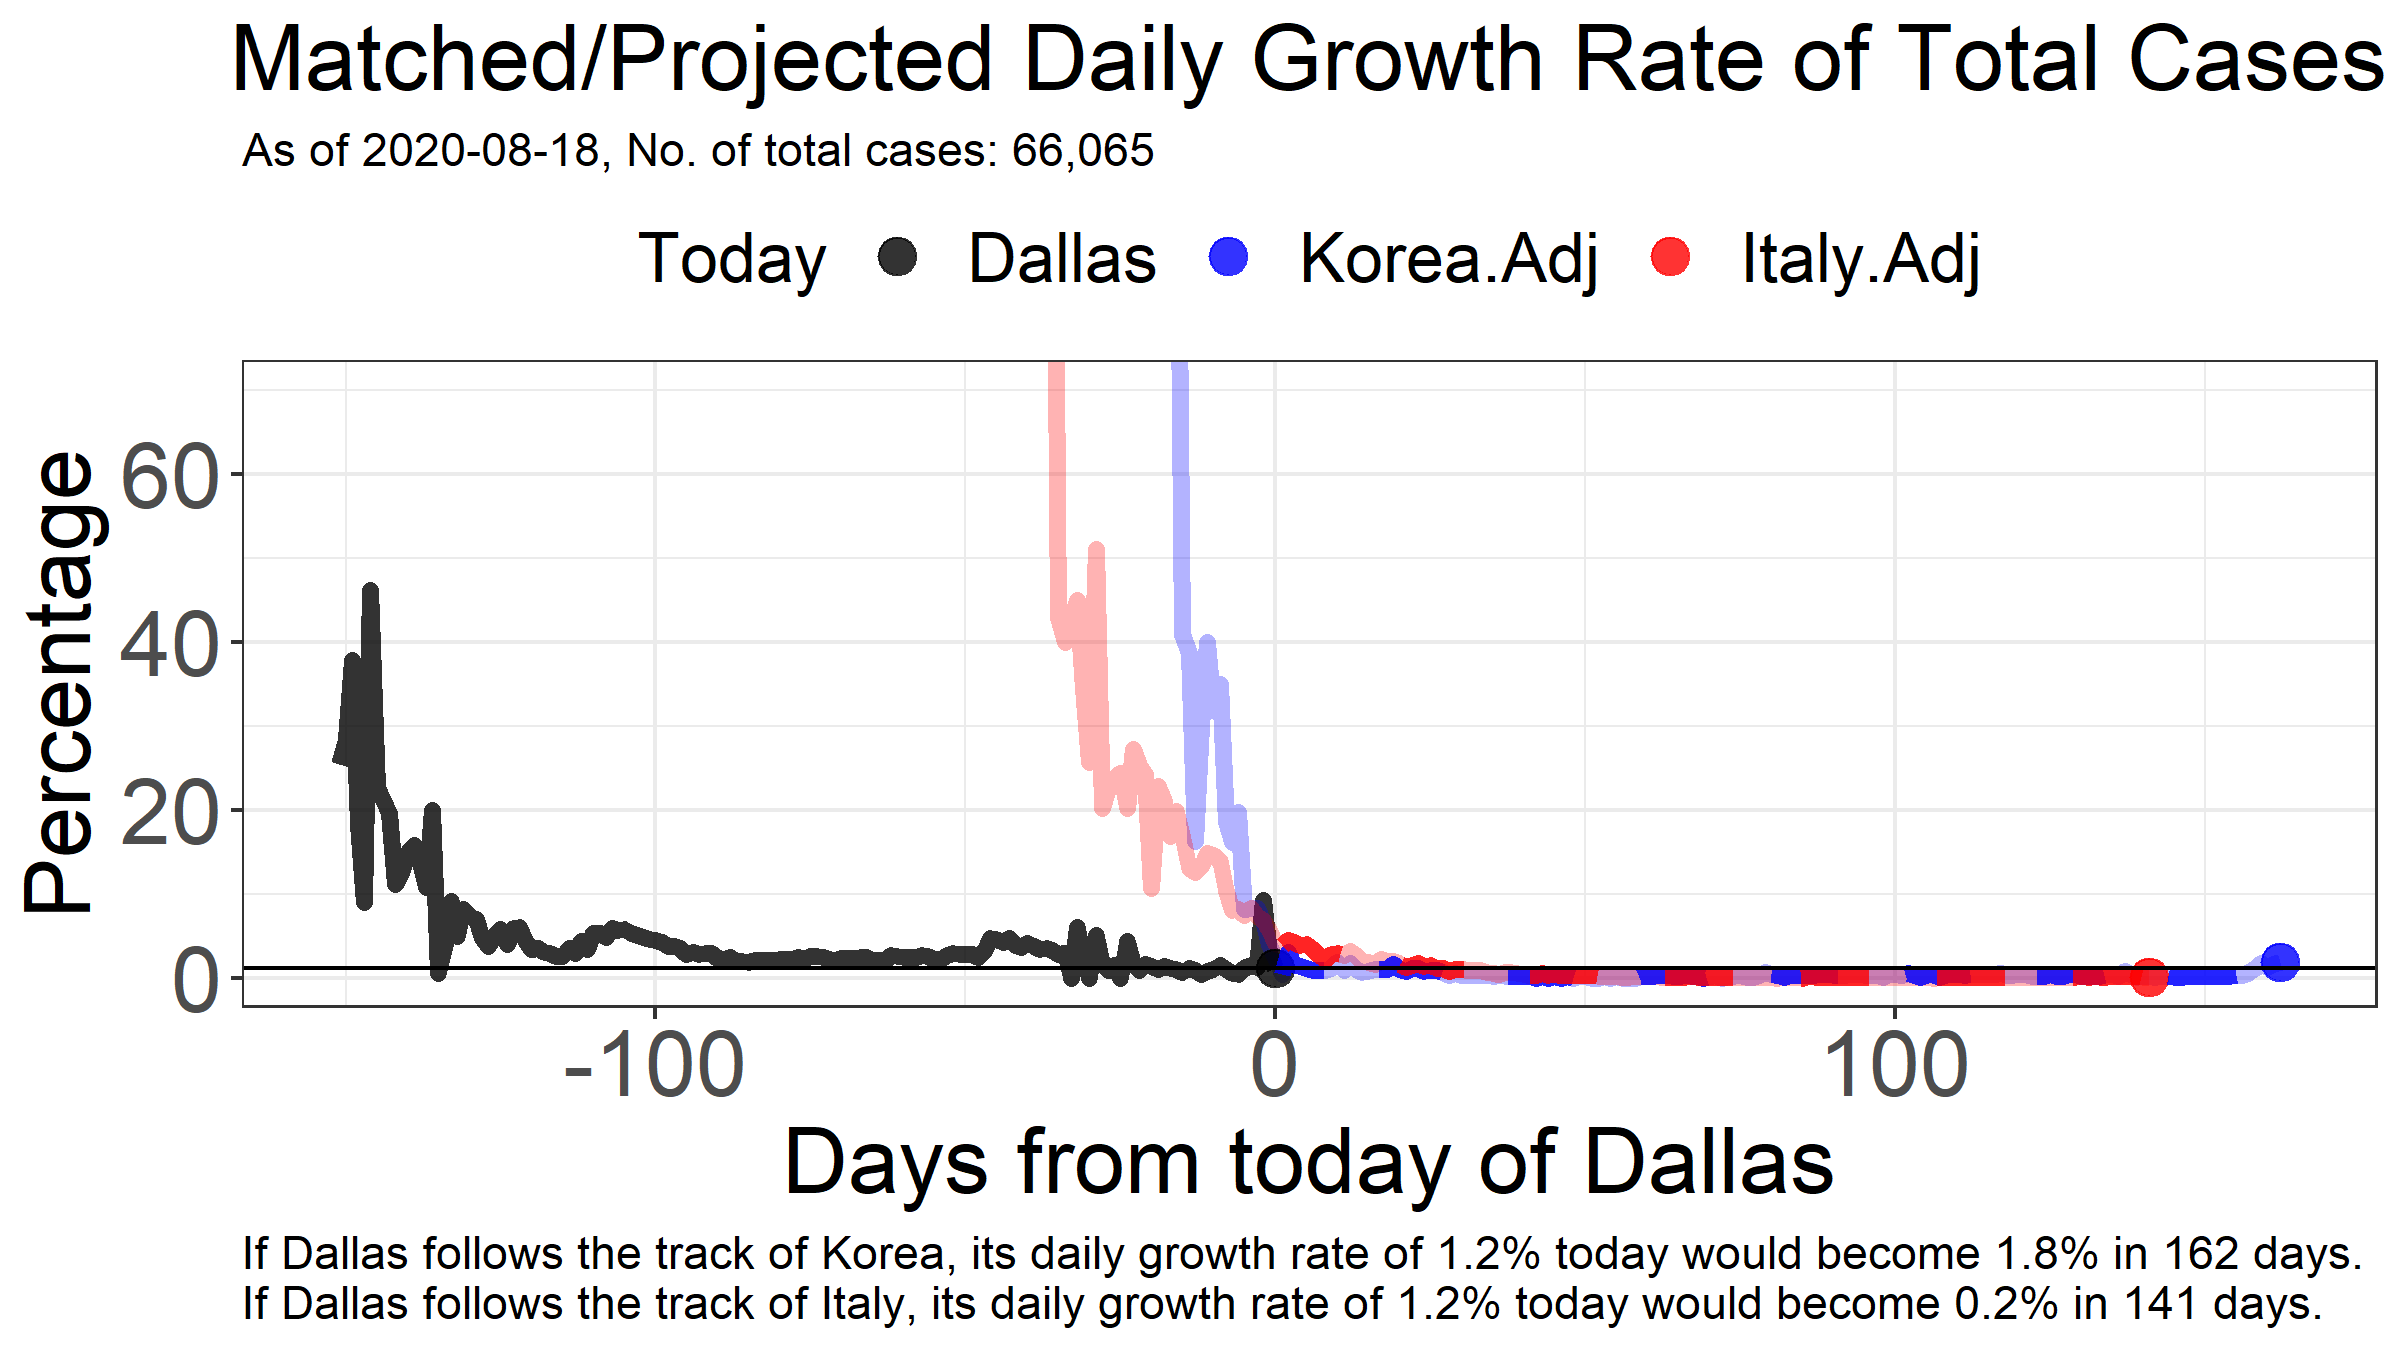 Matched/Projected Daily Growth Rate of Total Cases
As of 2020-08-18, No. of total cases: 66,065
Today Dallas Korea.Adj Italy.Adj
Percentage
60
40
20
0
-100 0 100
Days from today of Dallas
If Dallas follows the track of Korea, its daily growth rate of 1.2% today would become 1.8% in 162 days.
If Dallas follows the track of Italy, its daily growth rate of 1.2% today would become 0.2% in 141 days.